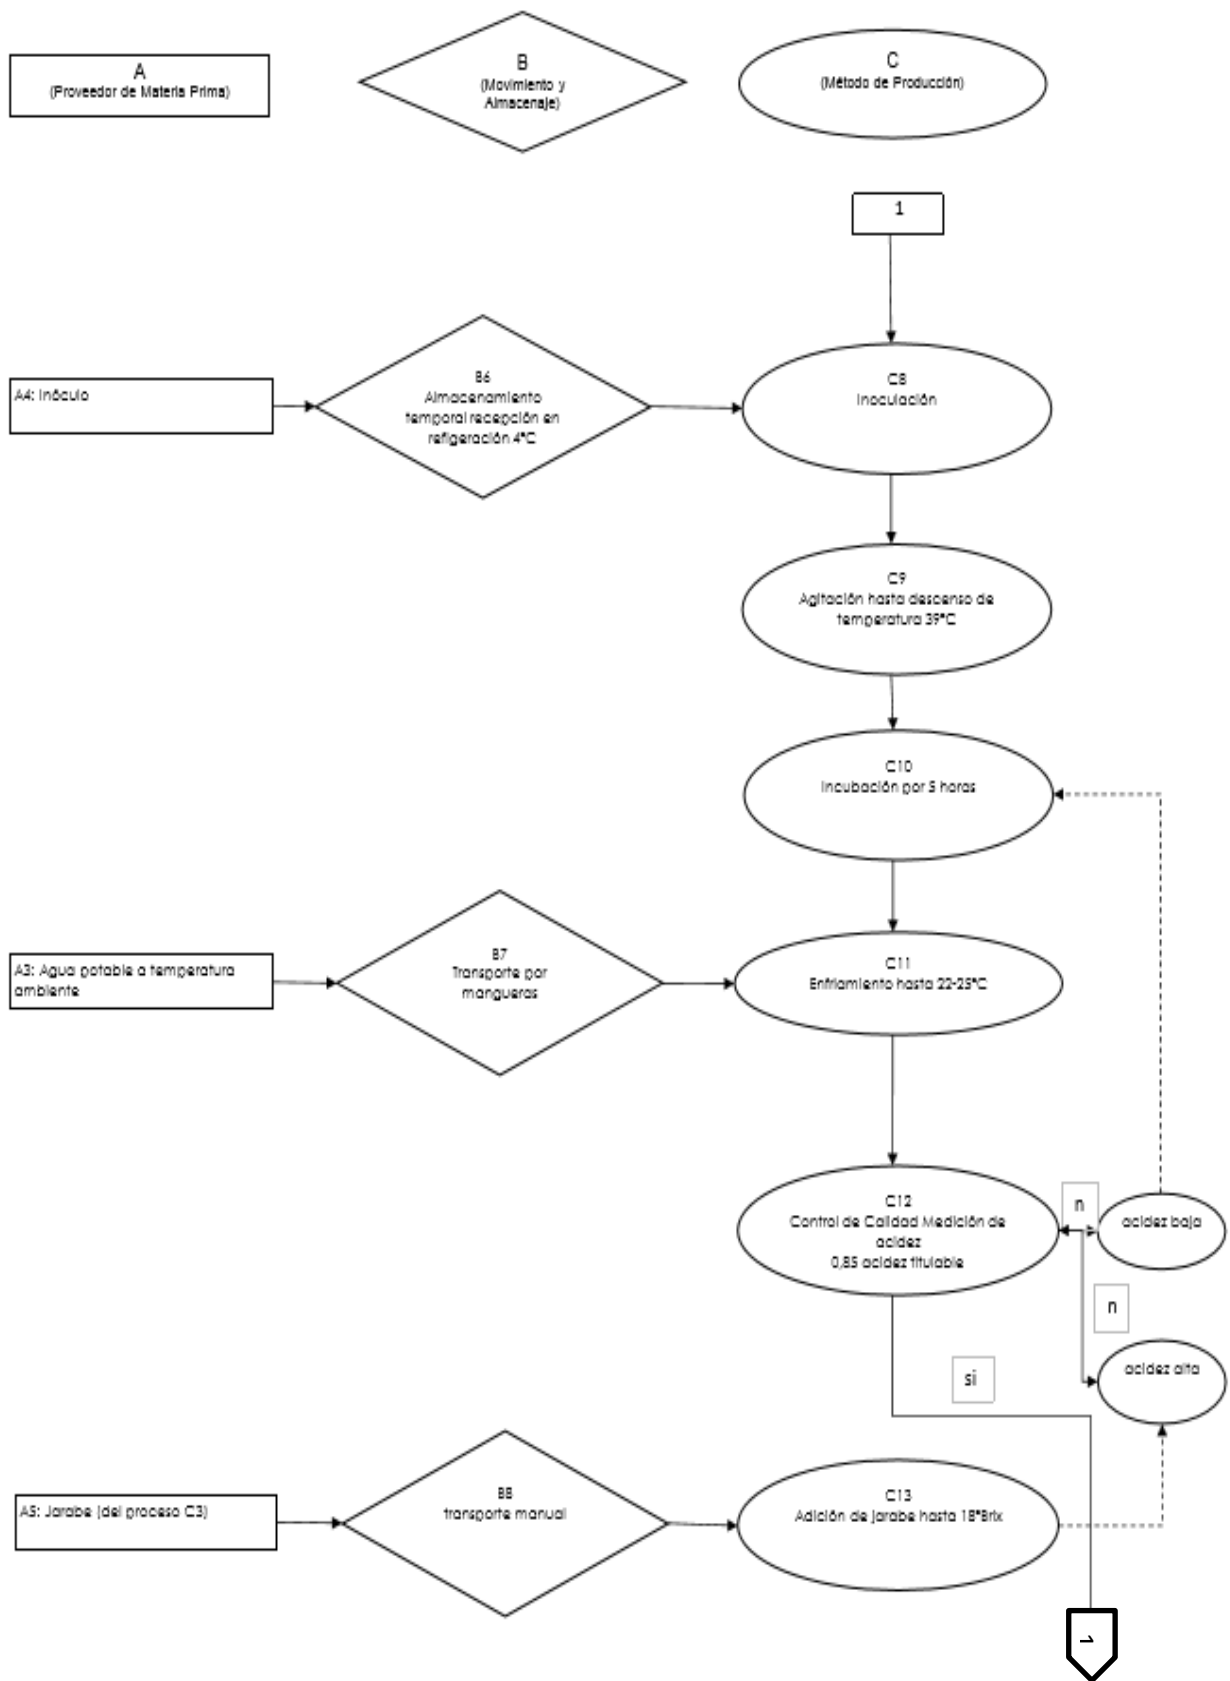 A
(Proveedor de Materia Prima)
B
(Movimiento y
Almacenaje)
C
(Método de Producción)
1
A4: Inóculo
B6
Almacenamiento
temporal recepción en
refigeración 4°C
C8
Inoculación
C9
Agitación hasta descenso de
temperatura 39°C
C10
Incubación por 5 horas
A3: Agua potable a temperatura
ambiente
B7
Transporte por
mangueras
C11
Enfriamiento hasta 22-25°C
C12
Control de Calidad Medición de
acidez
0,85 acidez titulable
n
acidez baja
n
acidez alta
si
A5: Jarabe (del proceso C3)
B8
transporte manual
C13
Adición de jarabe hasta 18°Brix
1